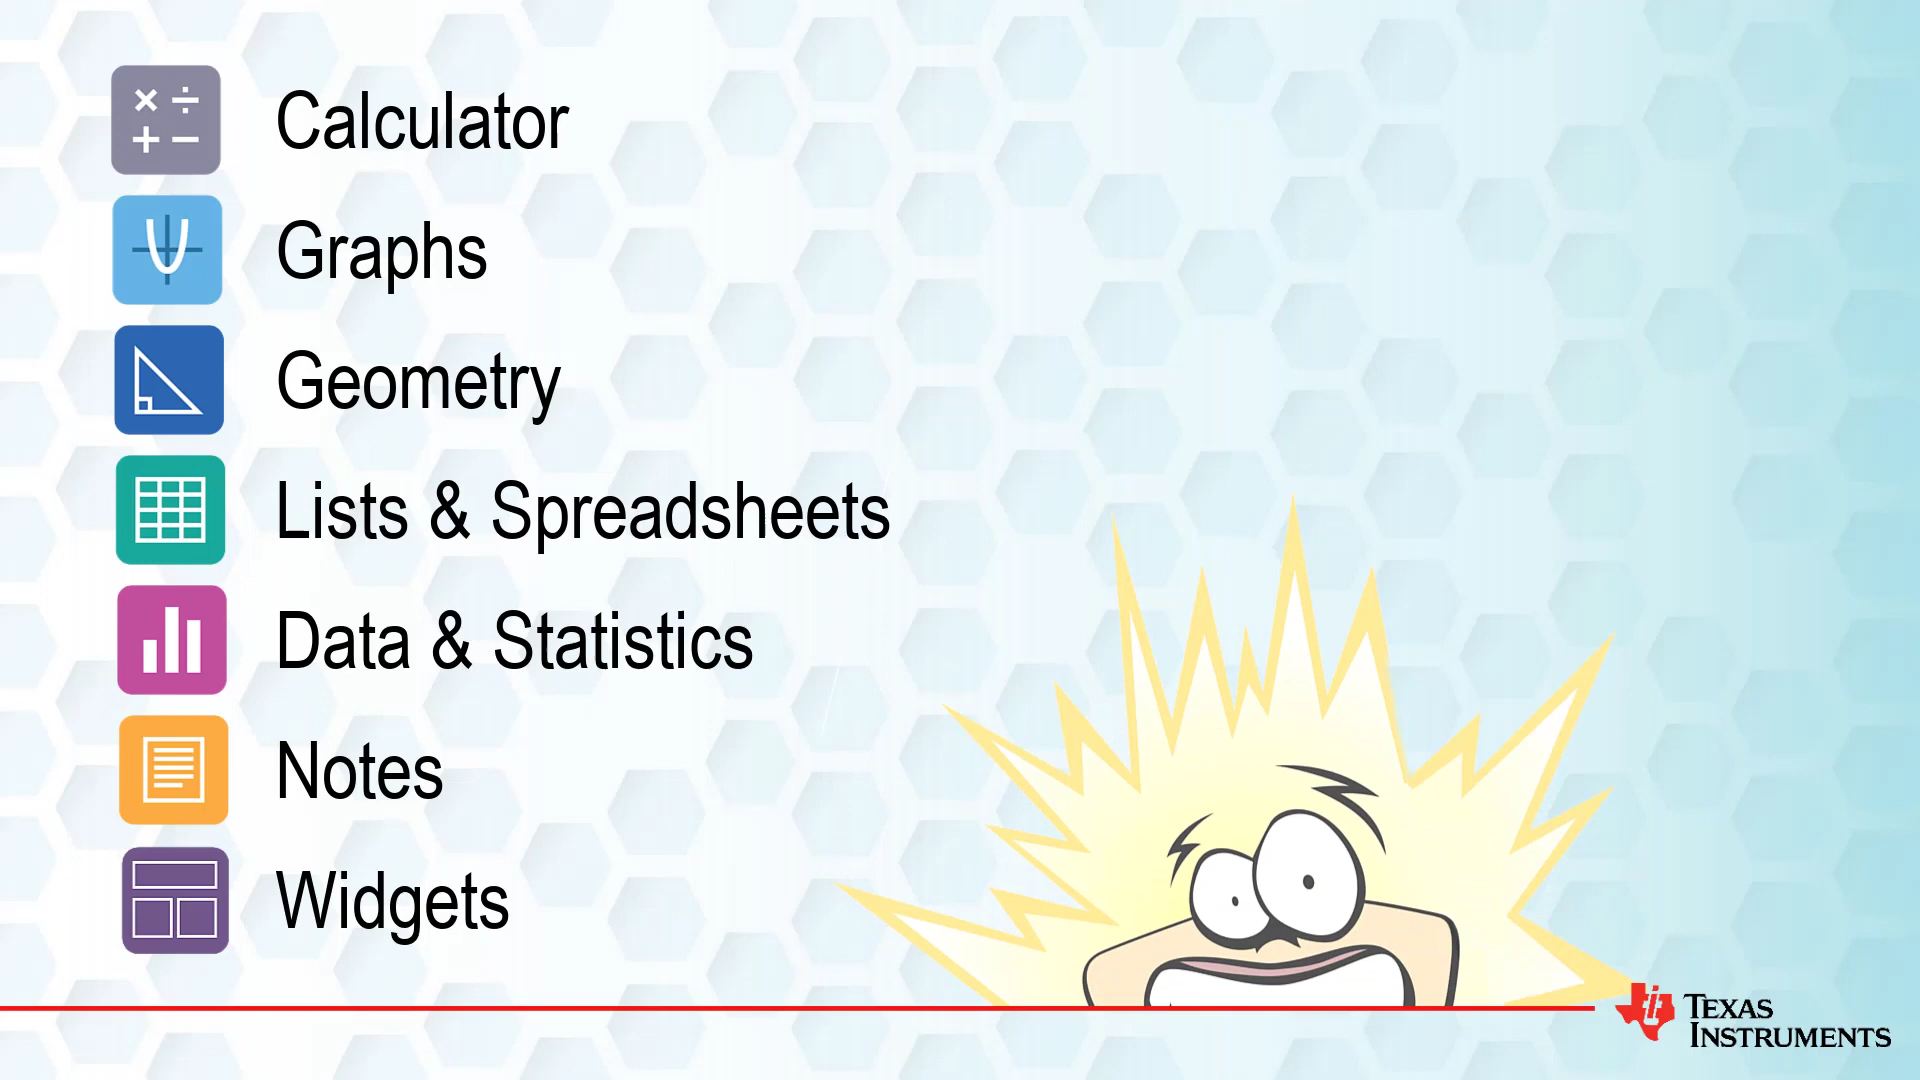 Calculator
Graphs
Geometry
Lists & Spreadsheets
Data & Statistics
Notes
Widgets
TEXAS
INSTRUMENTS